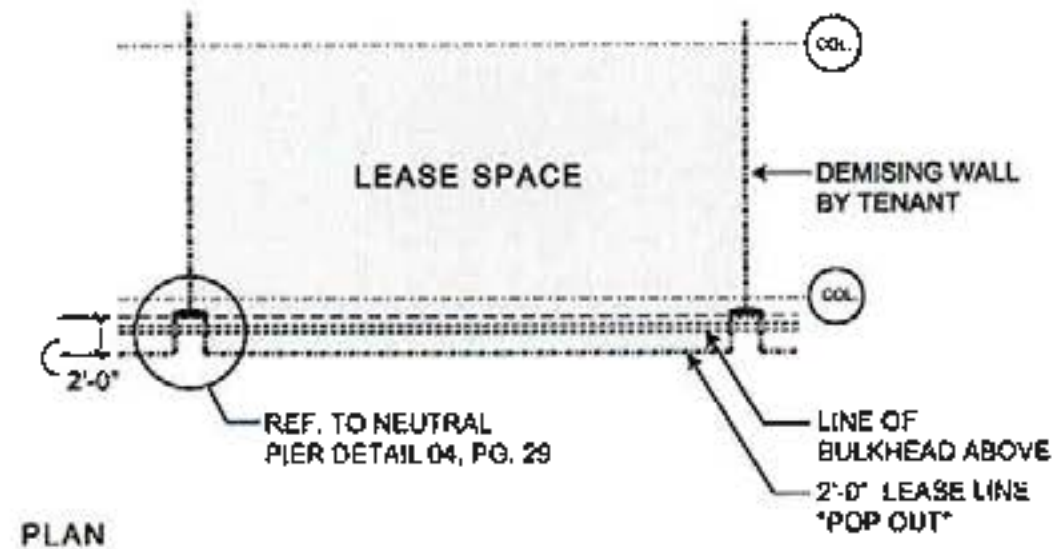 COL.
LEASE SPACE
DEMISING WALL
BY TENANT
COL.
2'-0"
REF. TO NEUTRAL
PIER DETAIL 04, PG. 29
LINE OF
BULKHEAD ABOVE
2'-0" LEASE LINE
"POP OUT"
PLAN